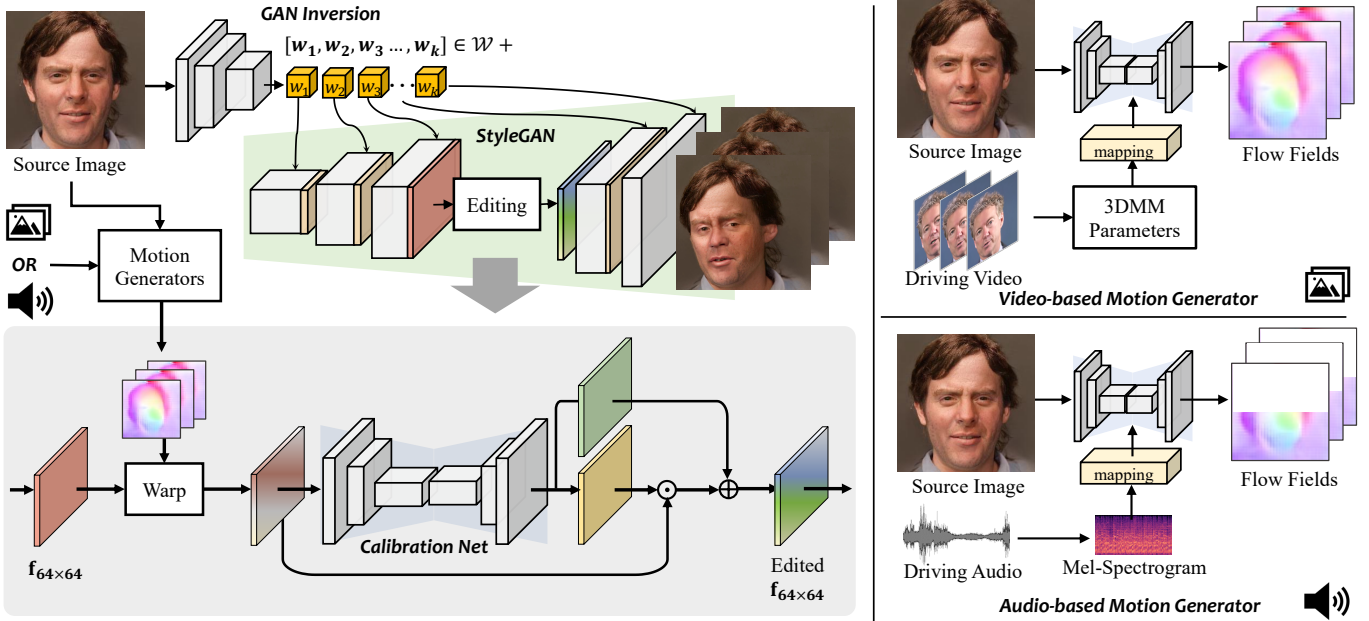 GAN Inversion
[w₁, w₂, w₃ …, wₖ] ∈ 𝒲 +
w₁ w₂ w₃ ··· wₖ
StyleGAN
Source Image
Editing
OR
Motion
Generators
Warp
Calibration Net
f₆₄×₆₄
Edited
f₆₄×₆₄
Source Image
mapping
Flow Fields
3DMM
Parameters
Driving Video
Video-based Motion Generator
Source Image
mapping
Flow Fields
Driving Audio
Mel-Spectrogram
Audio-based Motion Generator